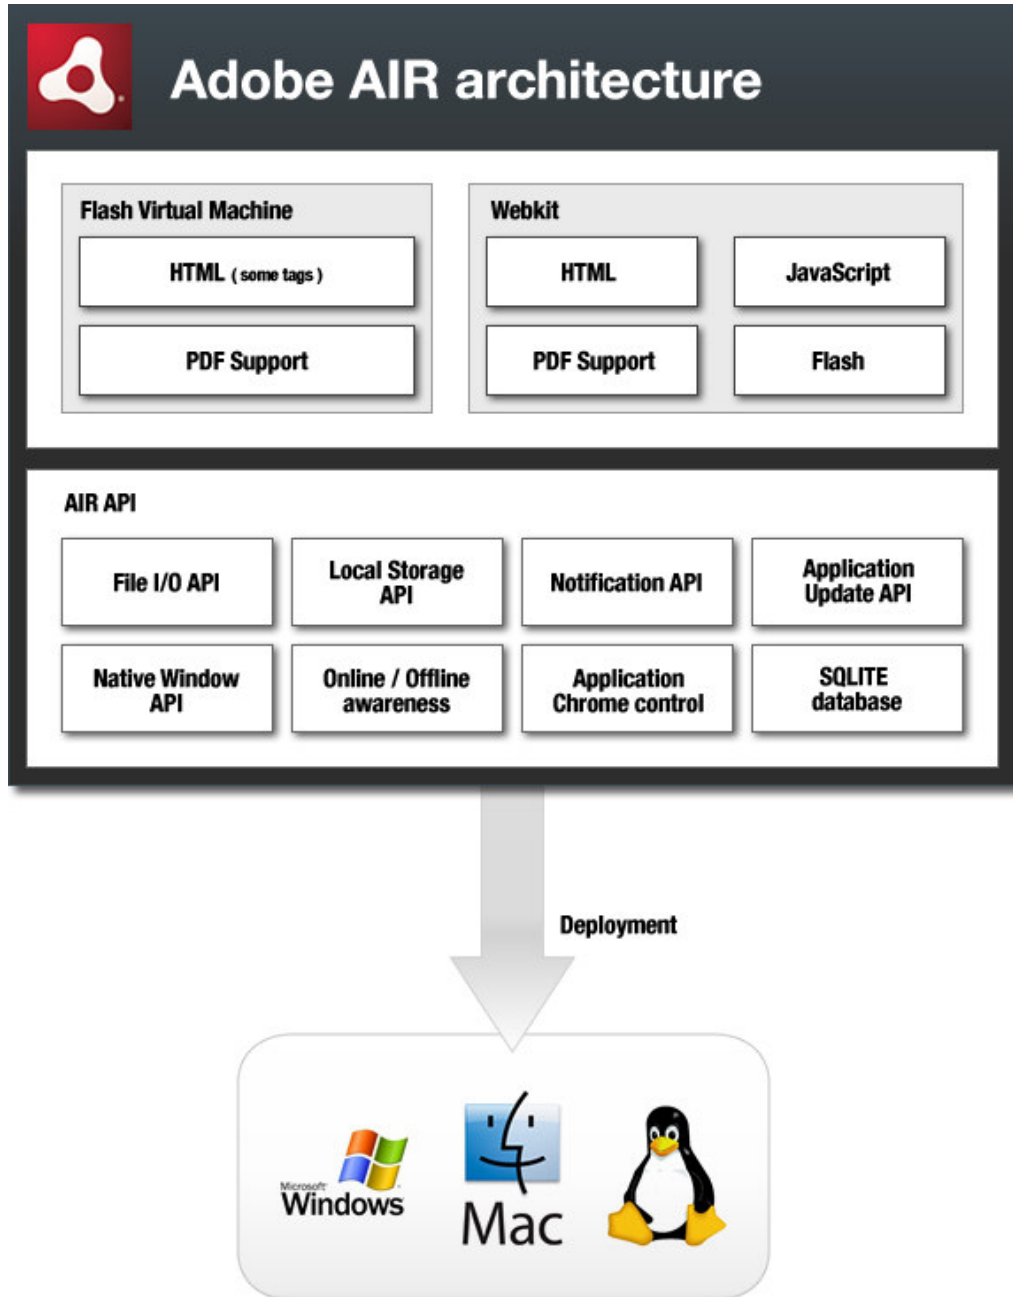 Adobe AIR architecture
Flash Virtual Machine
HTML ( some tags )
PDF Support
Webkit
HTML
JavaScript
PDF Support
Flash
AIR API
File I/O API
Local Storage
API
Notification API
Application
Update API
Native Window
API
Online / Offline
awareness
Application
Chrome control
SQLITE
database
Deployment
Microsoft
Windows
Mac